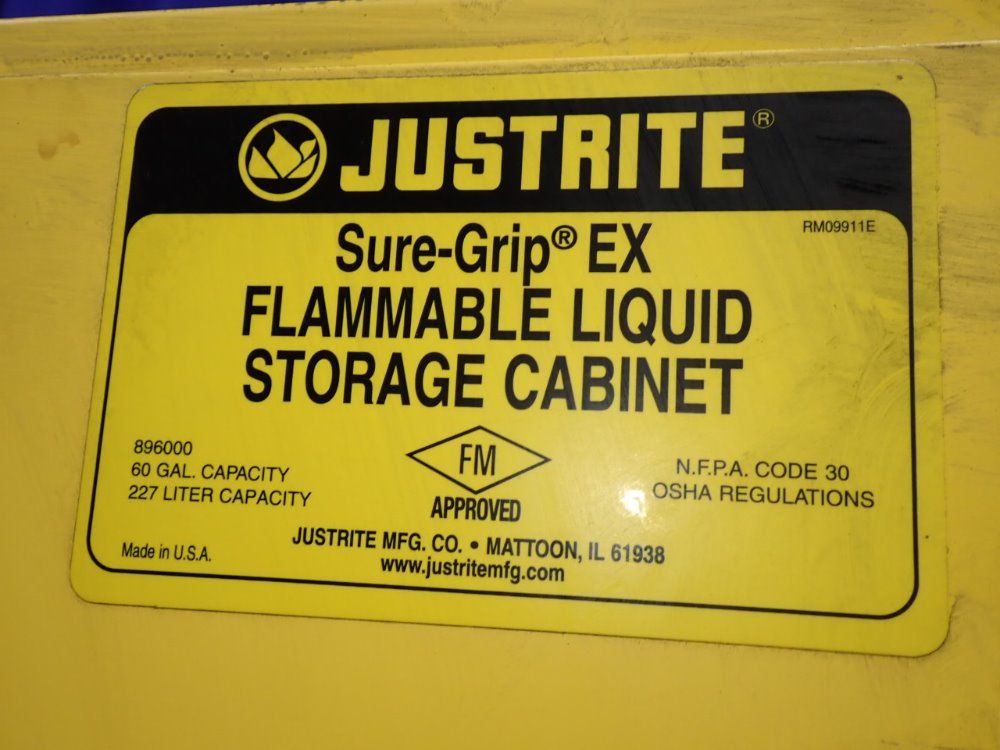 JUSTRITE®
RM09911E
Sure-Grip® EX
FLAMMABLE LIQUID
STORAGE CABINET
896000
60 GAL. CAPACITY
227 LITER CAPACITY
FM
APPROVED
N.F.P.A. CODE 30
OSHA REGULATIONS
Made in U.S.A.
JUSTRITE MFG. CO. • MATTOON, IL 61938
www.justritemfg.com